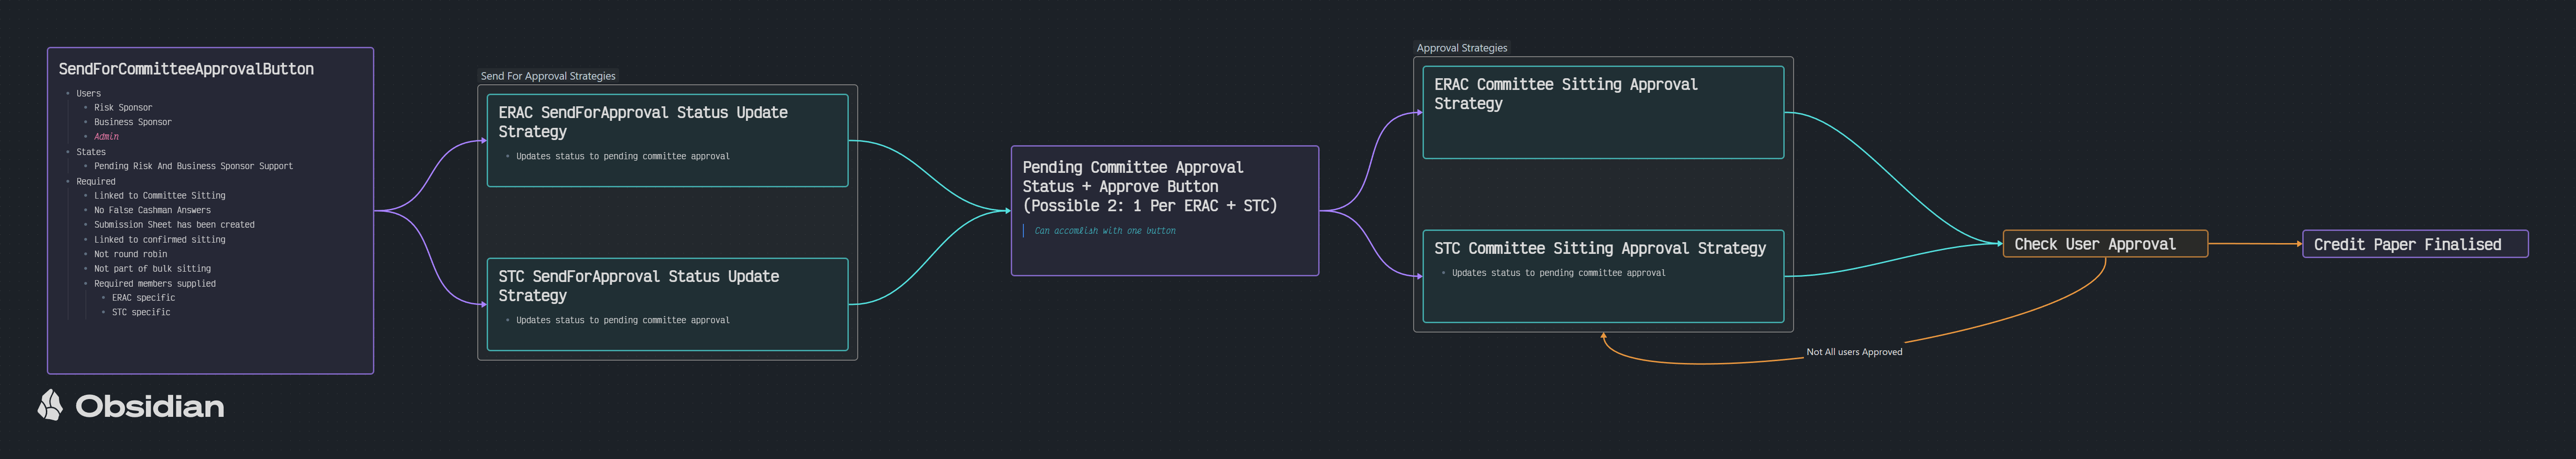 SendForCommitteeApprovalButton
Users
Risk Sponsor
Business Sponsor
Admin
States
Pending Risk And Business Sponsor Support
Required
Linked to Committee Sitting
No False Cashman Answers
Submission Sheet has been created
Linked to confirmed sitting
Not round robin
Not part of bulk sitting
Required members supplied
ERAC specific
STC specific
Obsidian
Send For Approval Strategies
ERAC SendForApproval Status Update
Strategy
Updates status to pending committee approval
STC SendForApproval Status Update
Strategy
Updates status to pending committee approval
Pending Committee Approval
Status + Approve Button
(Possible 2: 1 Per ERAC + STC)
Can accomlish with one button
Approval Strategies
ERAC Committee Sitting Approval
Strategy
STC Committee Sitting Approval Strategy
Updates status to pending committee approval
Check User Approval
Not All users Approved
Credit Paper Finalised